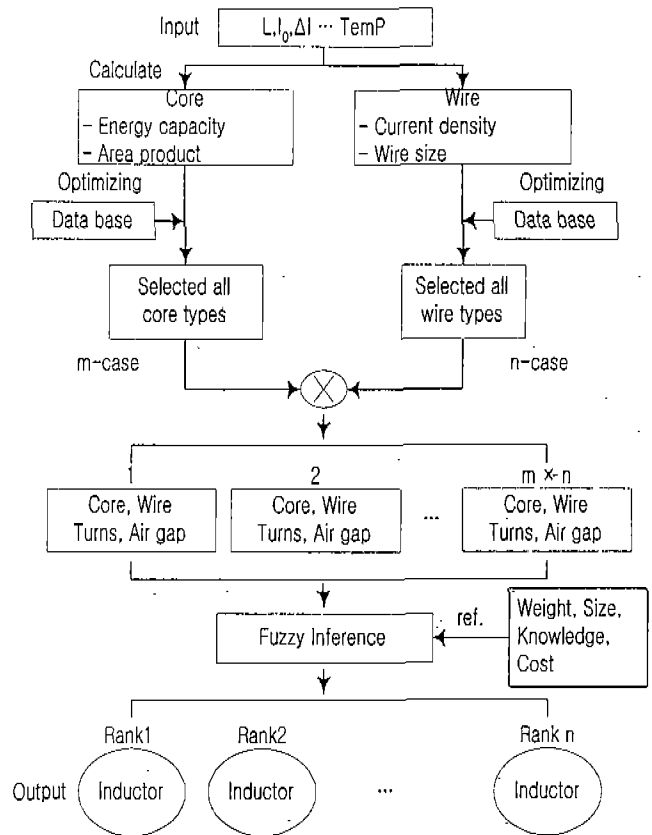 Input
L,I₀,ΔI ··· TemP
Calculate
Core
- Energy capacity
- Area product
Wire
- Current density
- Wire size
Optimizing
Optimizing
Data base
Data base
Selected all
core types
Selected all
wire types
m-case
n-case
X
2
m × n
Core, Wire
Turns, Air gap
Core, Wire
Turns, Air gap
···
Core, Wire
Turns, Air gap
Fuzzy Inference
ref.
Weight, Size,
Knowledge,
Cost
Rank1
Rank2
Rank n
Output
Inductor
Inductor
···
Inductor